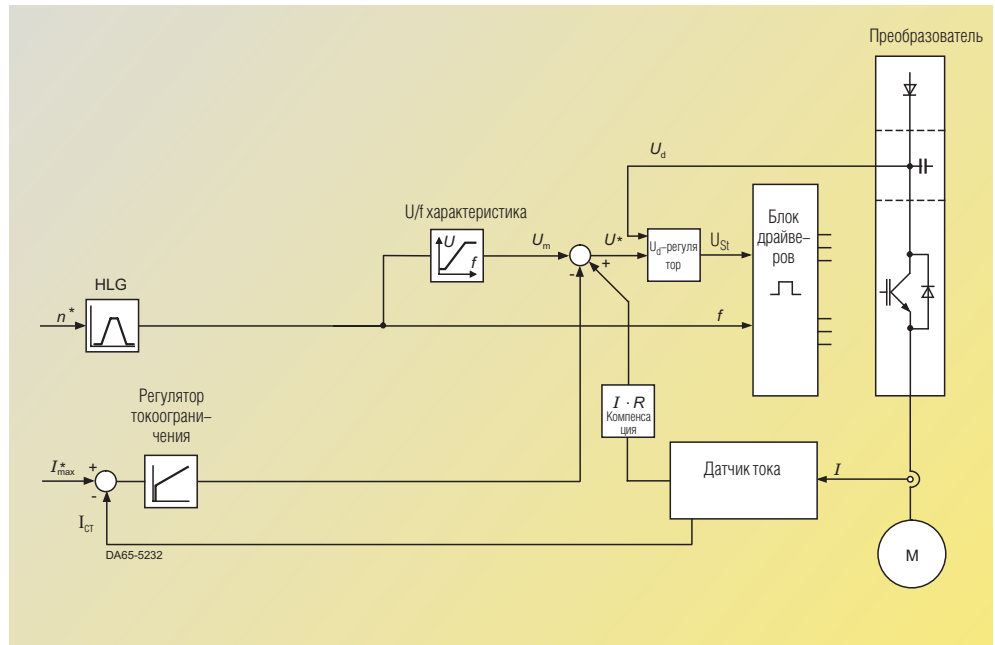 Преобразователь
U_d
U/f характеристика
U
f
U_m
U*
U_d–регуля
тор
U_St
Блок
драйве–
ров
HLG
n*
-
+
f
Регулятор
токоограни–
чения
I · R
Компенса
ция
I*_max
+
-
I_ст
Датчик тока
I
M
DA65-5232